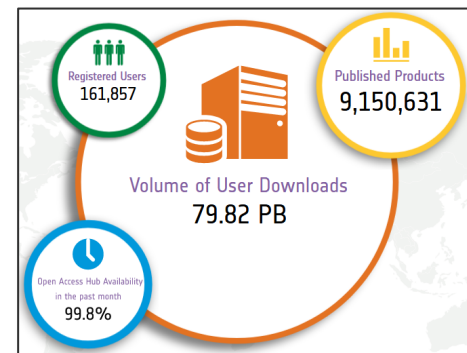 Registered Users
161,857
Published Products
9,150,631
Volume of User Downloads
79.82 PB
Open Access Hub Availability
in the past month
99.8%